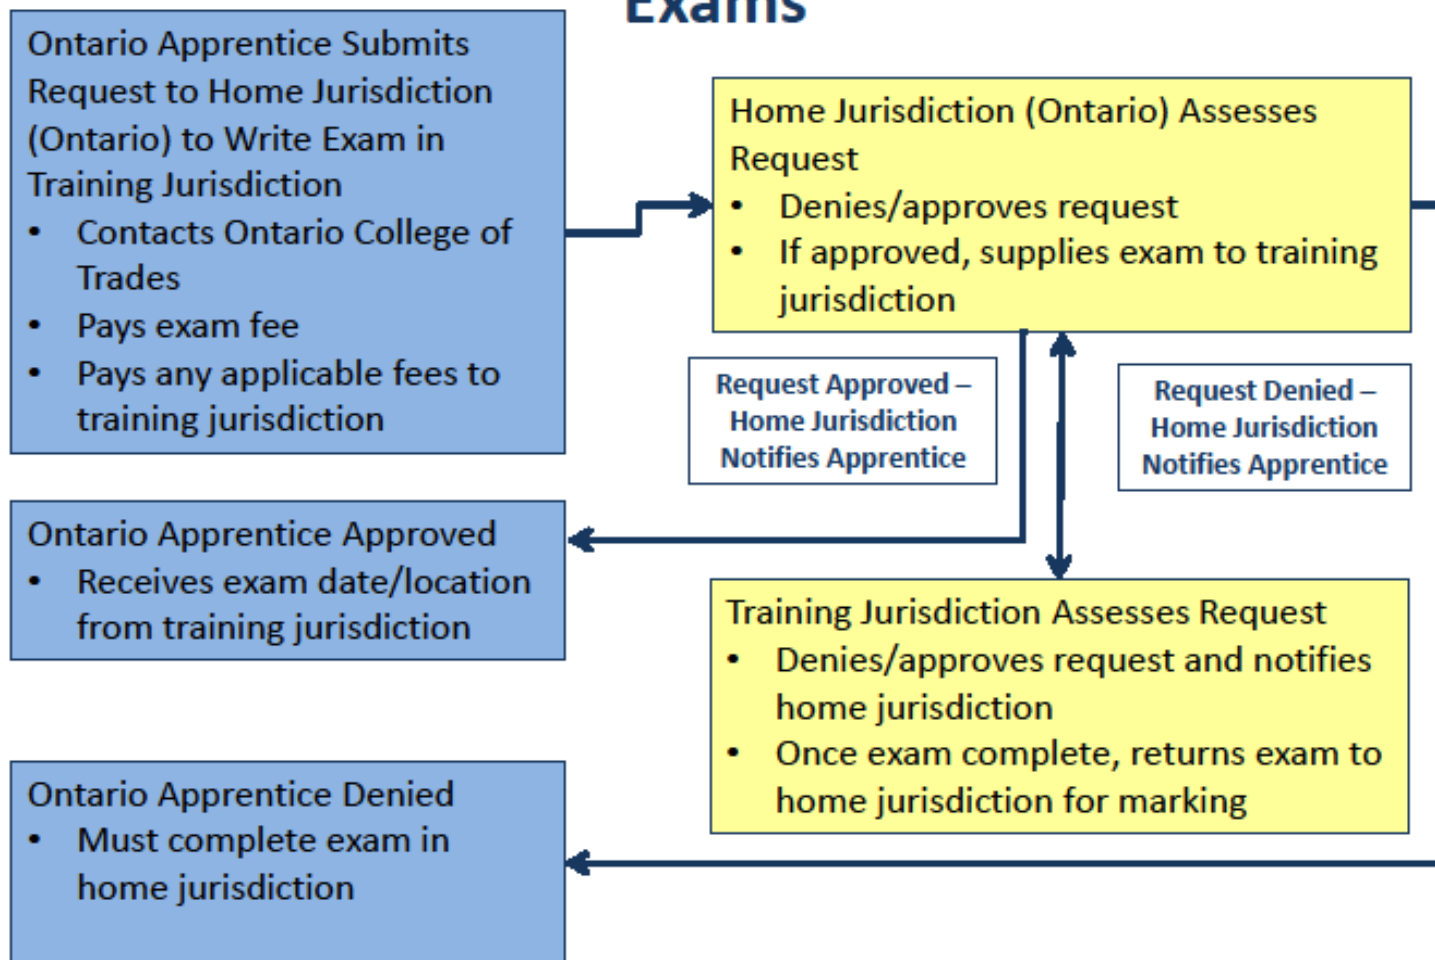 Exams
Ontario Apprentice Submits
Request to Home Jurisdiction
(Ontario) to Write Exam in
Training Jurisdiction
• Contacts Ontario College of
Trades
• Pays exam fee
• Pays any applicable fees to
training jurisdiction
Home Jurisdiction (Ontario) Assesses
Request
• Denies/approves request
• If approved, supplies exam to training
jurisdiction
Request Approved –
Home Jurisdiction
Notifies Apprentice
Request Denied –
Home Jurisdiction
Notifies Apprentice
Ontario Apprentice Approved
• Receives exam date/location
from training jurisdiction
Training Jurisdiction Assesses Request
• Denies/approves request and notifies
home jurisdiction
• Once exam complete, returns exam to
home jurisdiction for marking
Ontario Apprentice Denied
• Must complete exam in
home jurisdiction